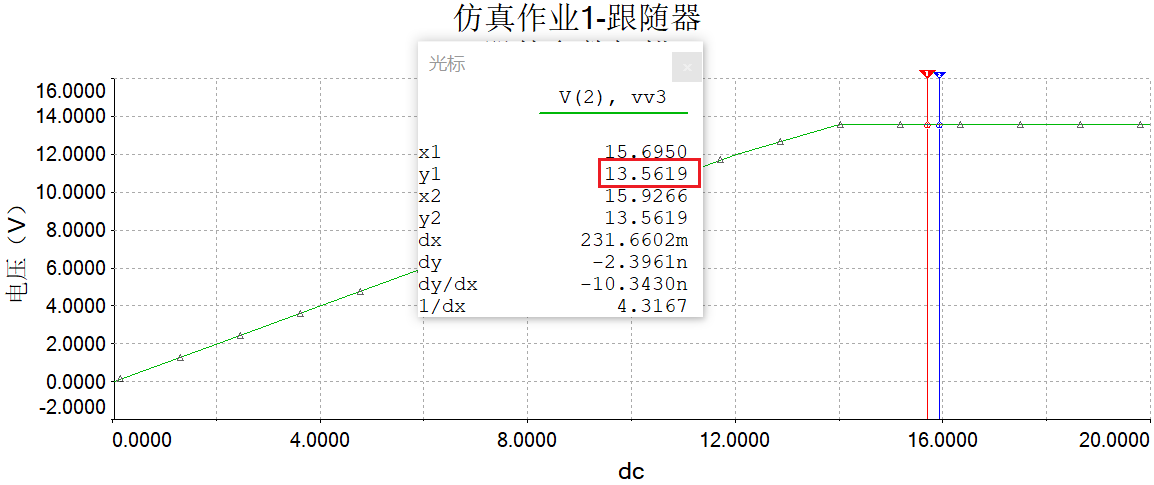 仿真作业1-跟随器
光标
×
V(2), vv3
x1 15.6950
y1 13.5619
x2 15.9266
y2 13.5619
dx 231.6602m
dy -2.3961n
dy/dx -10.3430n
1/dx 4.3167
16.0000
14.0000
12.0000
10.0000
8.0000
6.0000
4.0000
2.0000
0.0000
-2.0000
电压（V）
0.0000 4.0000 8.0000 12.0000 16.0000 20.0000
dc